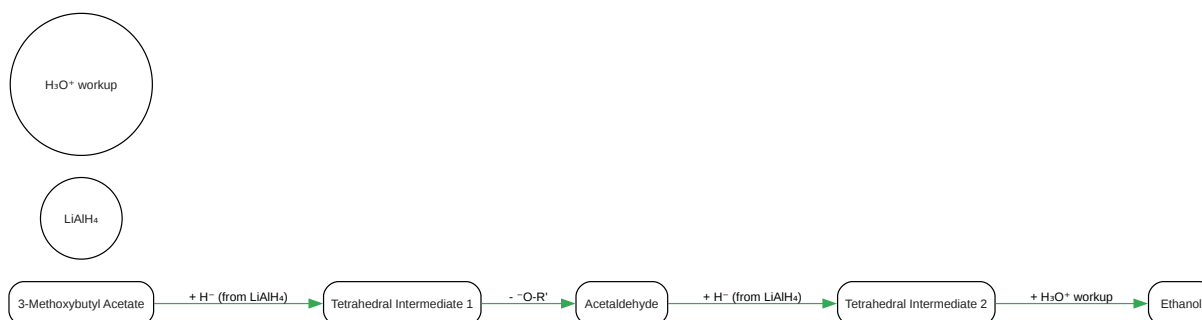 H₃O⁺ workup
LiAlH₄
3-Methoxybutyl Acetate
+ H⁻ (from LiAlH₄)
Tetrahedral Intermediate 1
- ⁻O-R'
Acetaldehyde
+ H⁻ (from LiAlH₄)
Tetrahedral Intermediate 2
+ H₃O⁺ workup
Ethanol